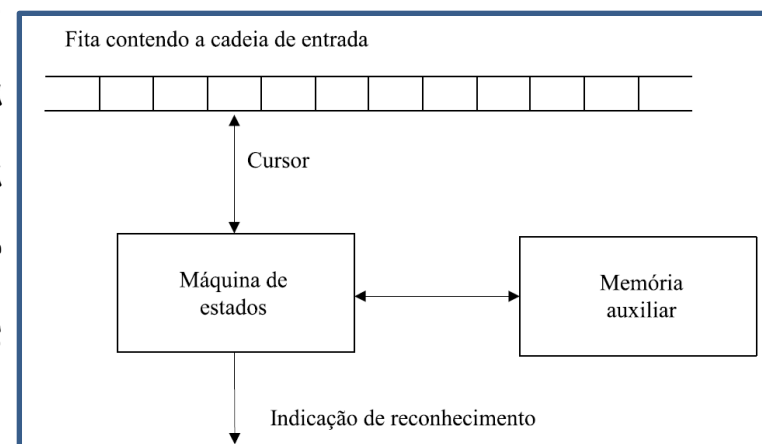 Fita contendo a cadeia de entrada
Cursor
Máquina de
estados
Memória
auxiliar
Indicação de reconhecimento